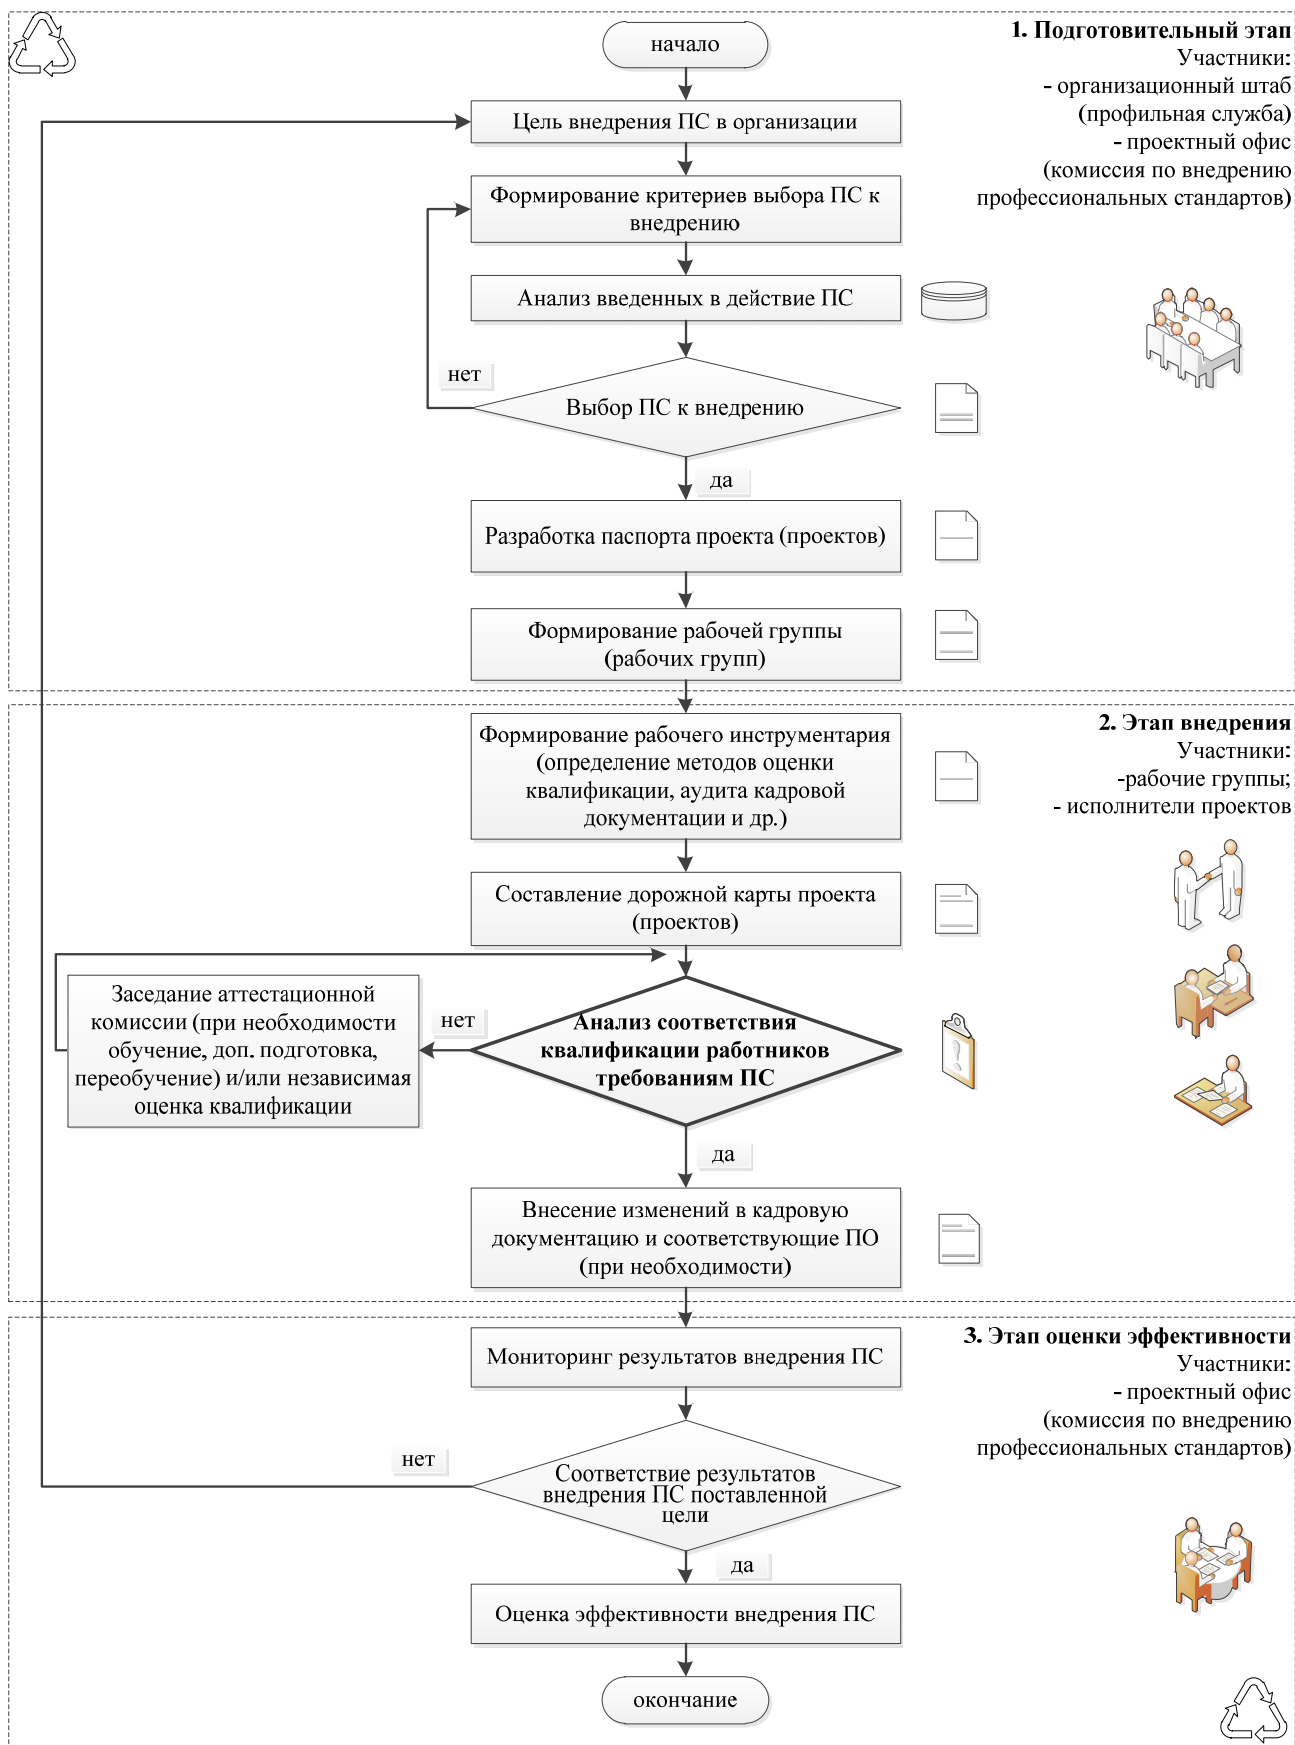 начало
1. Подготовительный этап
Участники:
- организационный штаб
(профильная служба)
- проектный офис
(комиссия по внедрению
профессиональных стандартов)
Цель внедрения ПС в организации
Формирование критериев выбора ПС к
внедрению
Анализ введенных в действие ПС
нет
Выбор ПС к внедрению
да
Разработка паспорта проекта (проектов)
Формирование рабочей группы
(рабочих групп)
2. Этап внедрения
Участники:
-рабочие группы;
- исполнители проектов
Формирование рабочего инструментария
(определение методов оценки
квалификации, аудита кадровой
документации и др.)
Составление дорожной карты проекта
(проектов)
Заседание аттестационной
комиссии (при необходимости
обучение, доп. подготовка,
переобучение) и/или независимая
оценка квалификации
нет
Анализ соответствия
квалификации работников
требованиям ПС
да
Внесение изменений в кадровую
документацию и соответствующие ПО
(при необходимости)
3. Этап оценки эффективности
Участники:
- проектный офис
(комиссия по внедрению
профессиональных стандартов)
Мониторинг результатов внедрения ПС
нет
Соответствие результатов
внедрения ПС поставленной
цели
да
Оценка эффективности внедрения ПС
окончание